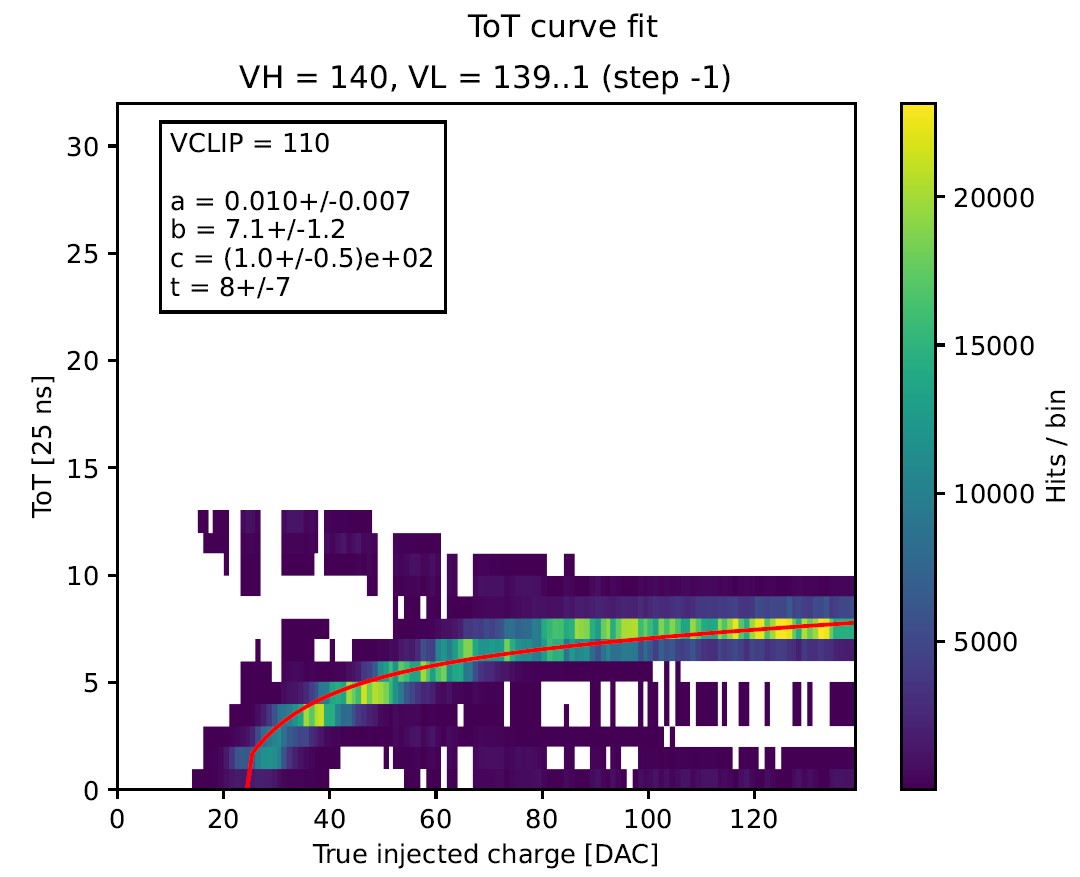 ToT curve fit
VH = 140, VL = 139..1 (step -1)
VCLIP = 110
a = 0.010+/-0.007
b = 7.1+/-1.2
c = (1.0+/-0.5)e+02
t = 8+/-7
30
25
20
15
10
5
0
ToT [25 ns]
0 20 40 60 80 100 120
True injected charge [DAC]
20000
15000
10000
5000
Hits / bin